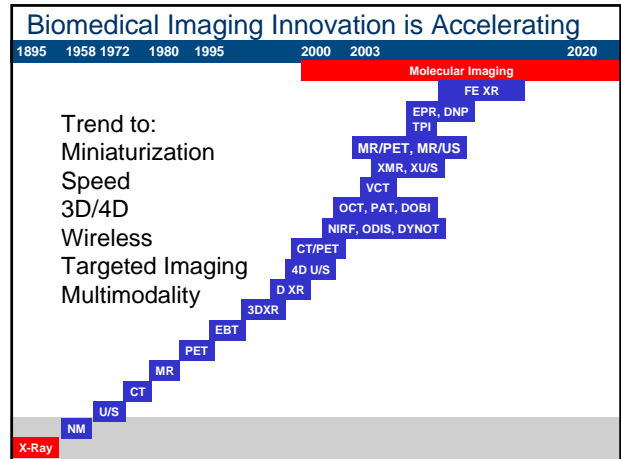 Biomedical Imaging Innovation is Accelerating
1895 1958 1972 1980 1995 2000 2003 2020
Molecular Imaging
FE XR
EPR, DNP
TPI
Trend to:
Miniaturization
Speed
3D/4D
Wireless
Targeted Imaging
Multimodality
MR/PET, MR/US
XMR, XU/S
VCT
OCT, PAT, DOBI
NIRF, ODIS, DYNOT
CT/PET
4D U/S
D XR
3DXR
EBT
PET
MR
CT
U/S
NM
X-Ray